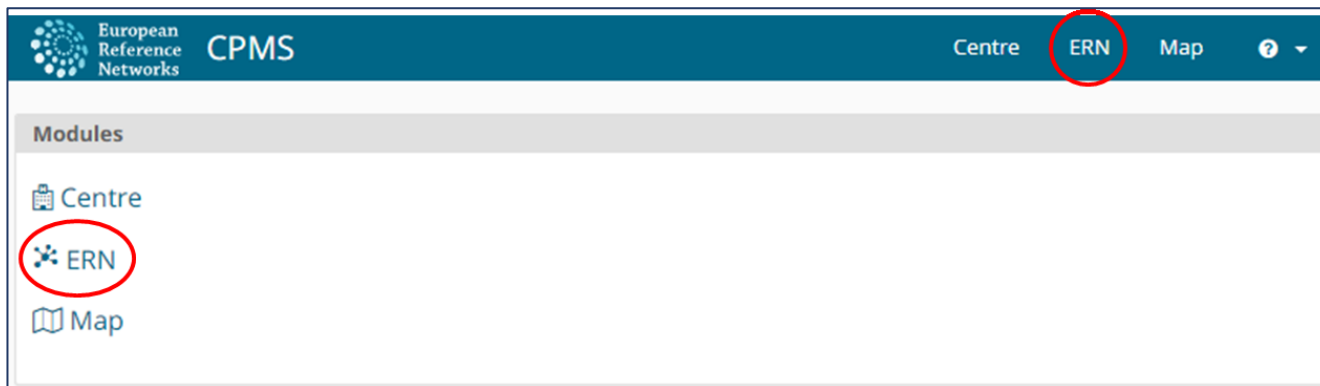 European
Reference
Networks
CPMS
Centre ERN Map ?
Modules
Centre
ERN
Map